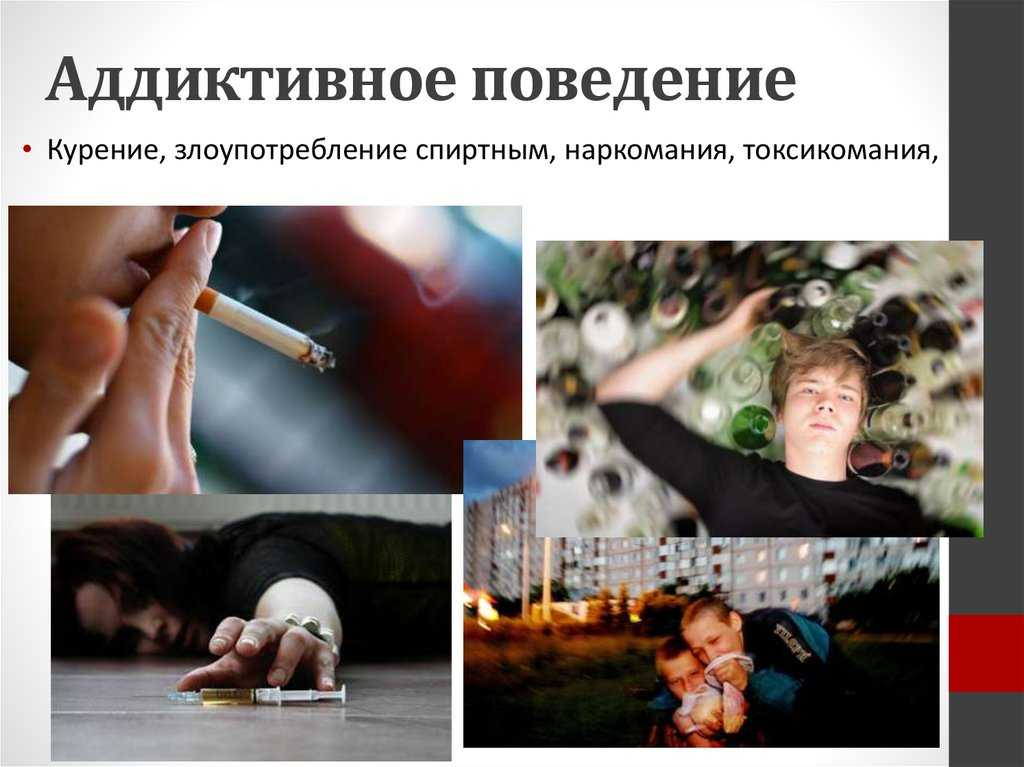 Аддиктивное поведение
• Курение, злоупотребление спиртным, наркомания, токсикомания,